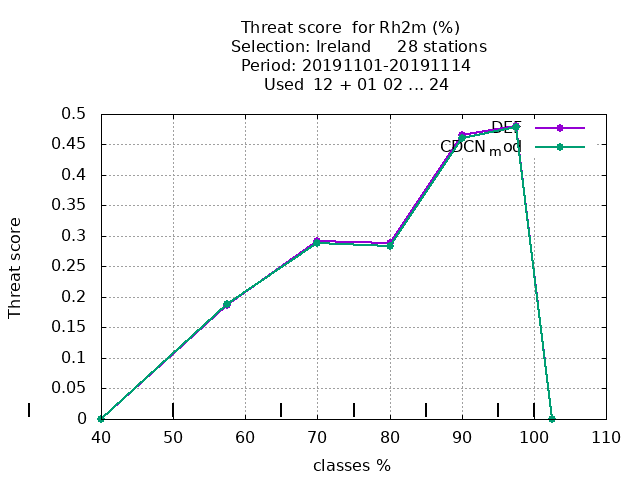 Threat score  for Rh2m (%)
Selection: Ireland     28 stations
Period: 20191101-20191114
Used  12 + 01 02 ... 24
0.5
0.45
0.4
0.35
0.3
0.25
0.2
0.15
0.1
0.05
0
Threat score
DEF
CDCN mod
40 50 60 70 80 90 100 110
classes %